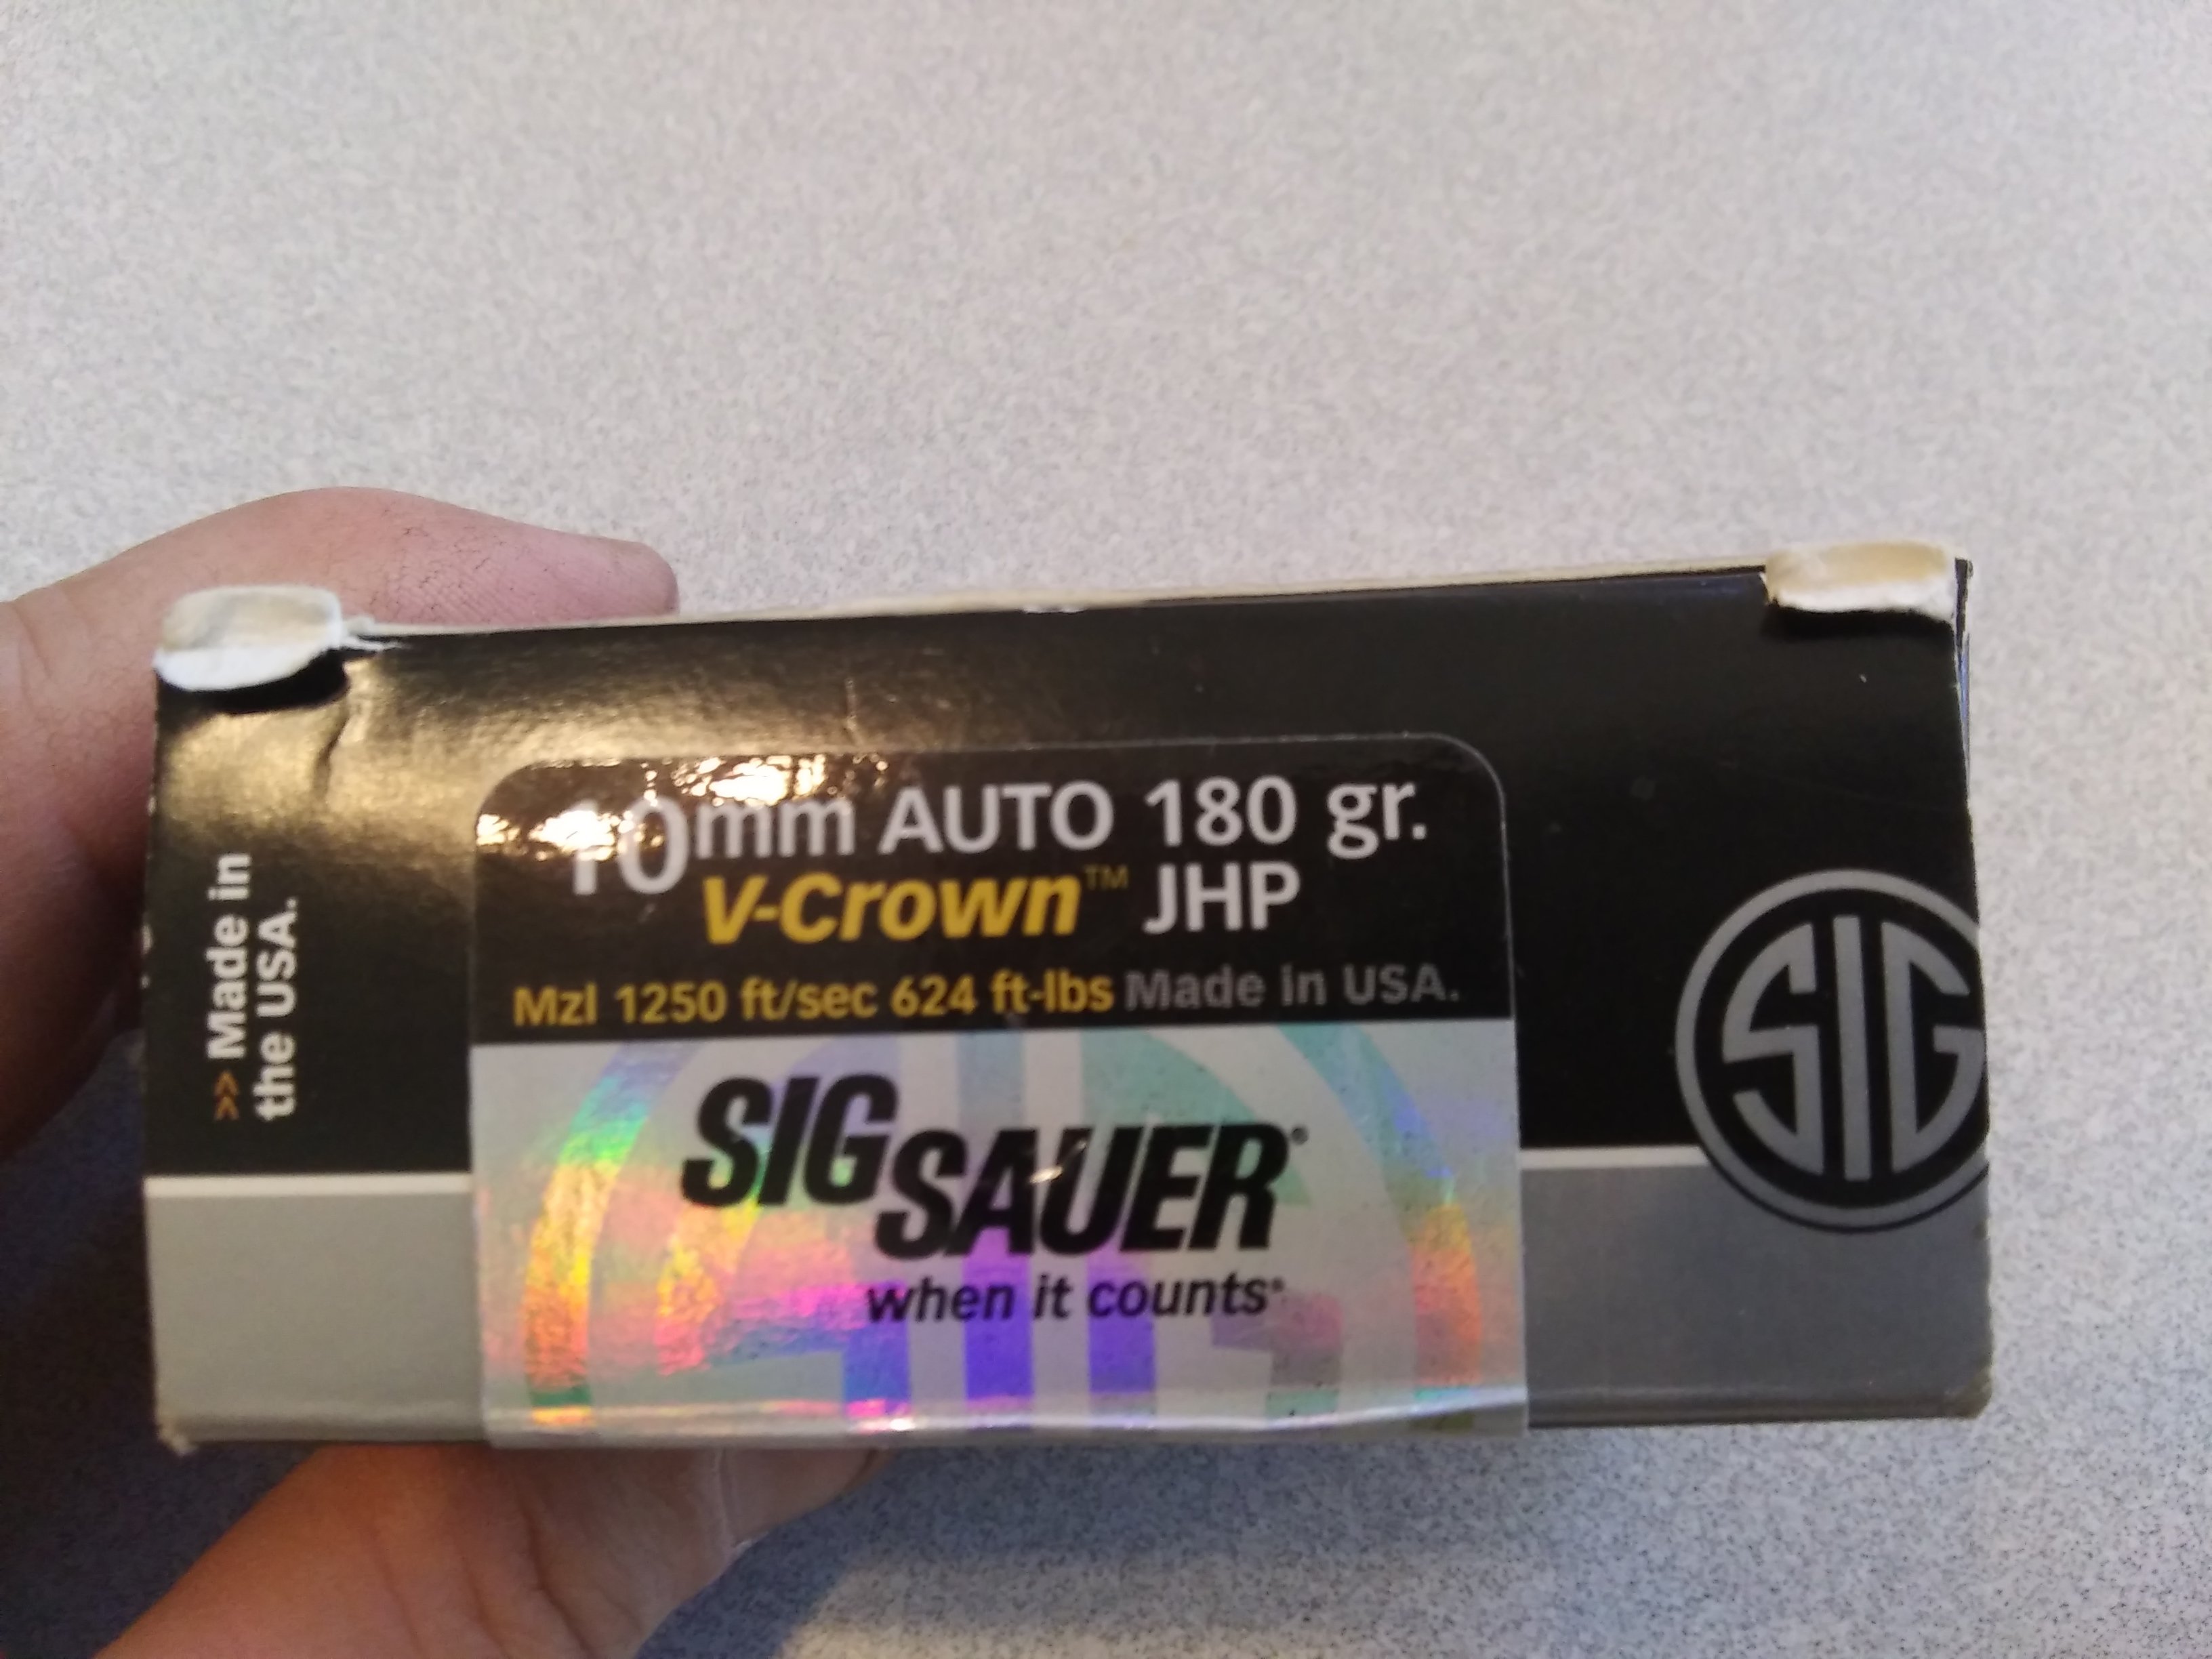 10mm AUTO 180 gr.
V-Crown™ JHP
Mzl 1250 ft/sec 624 ft-lbs Made in USA.
SIG SAUER®
when it counts®
>> Made in
the USA.
SIG